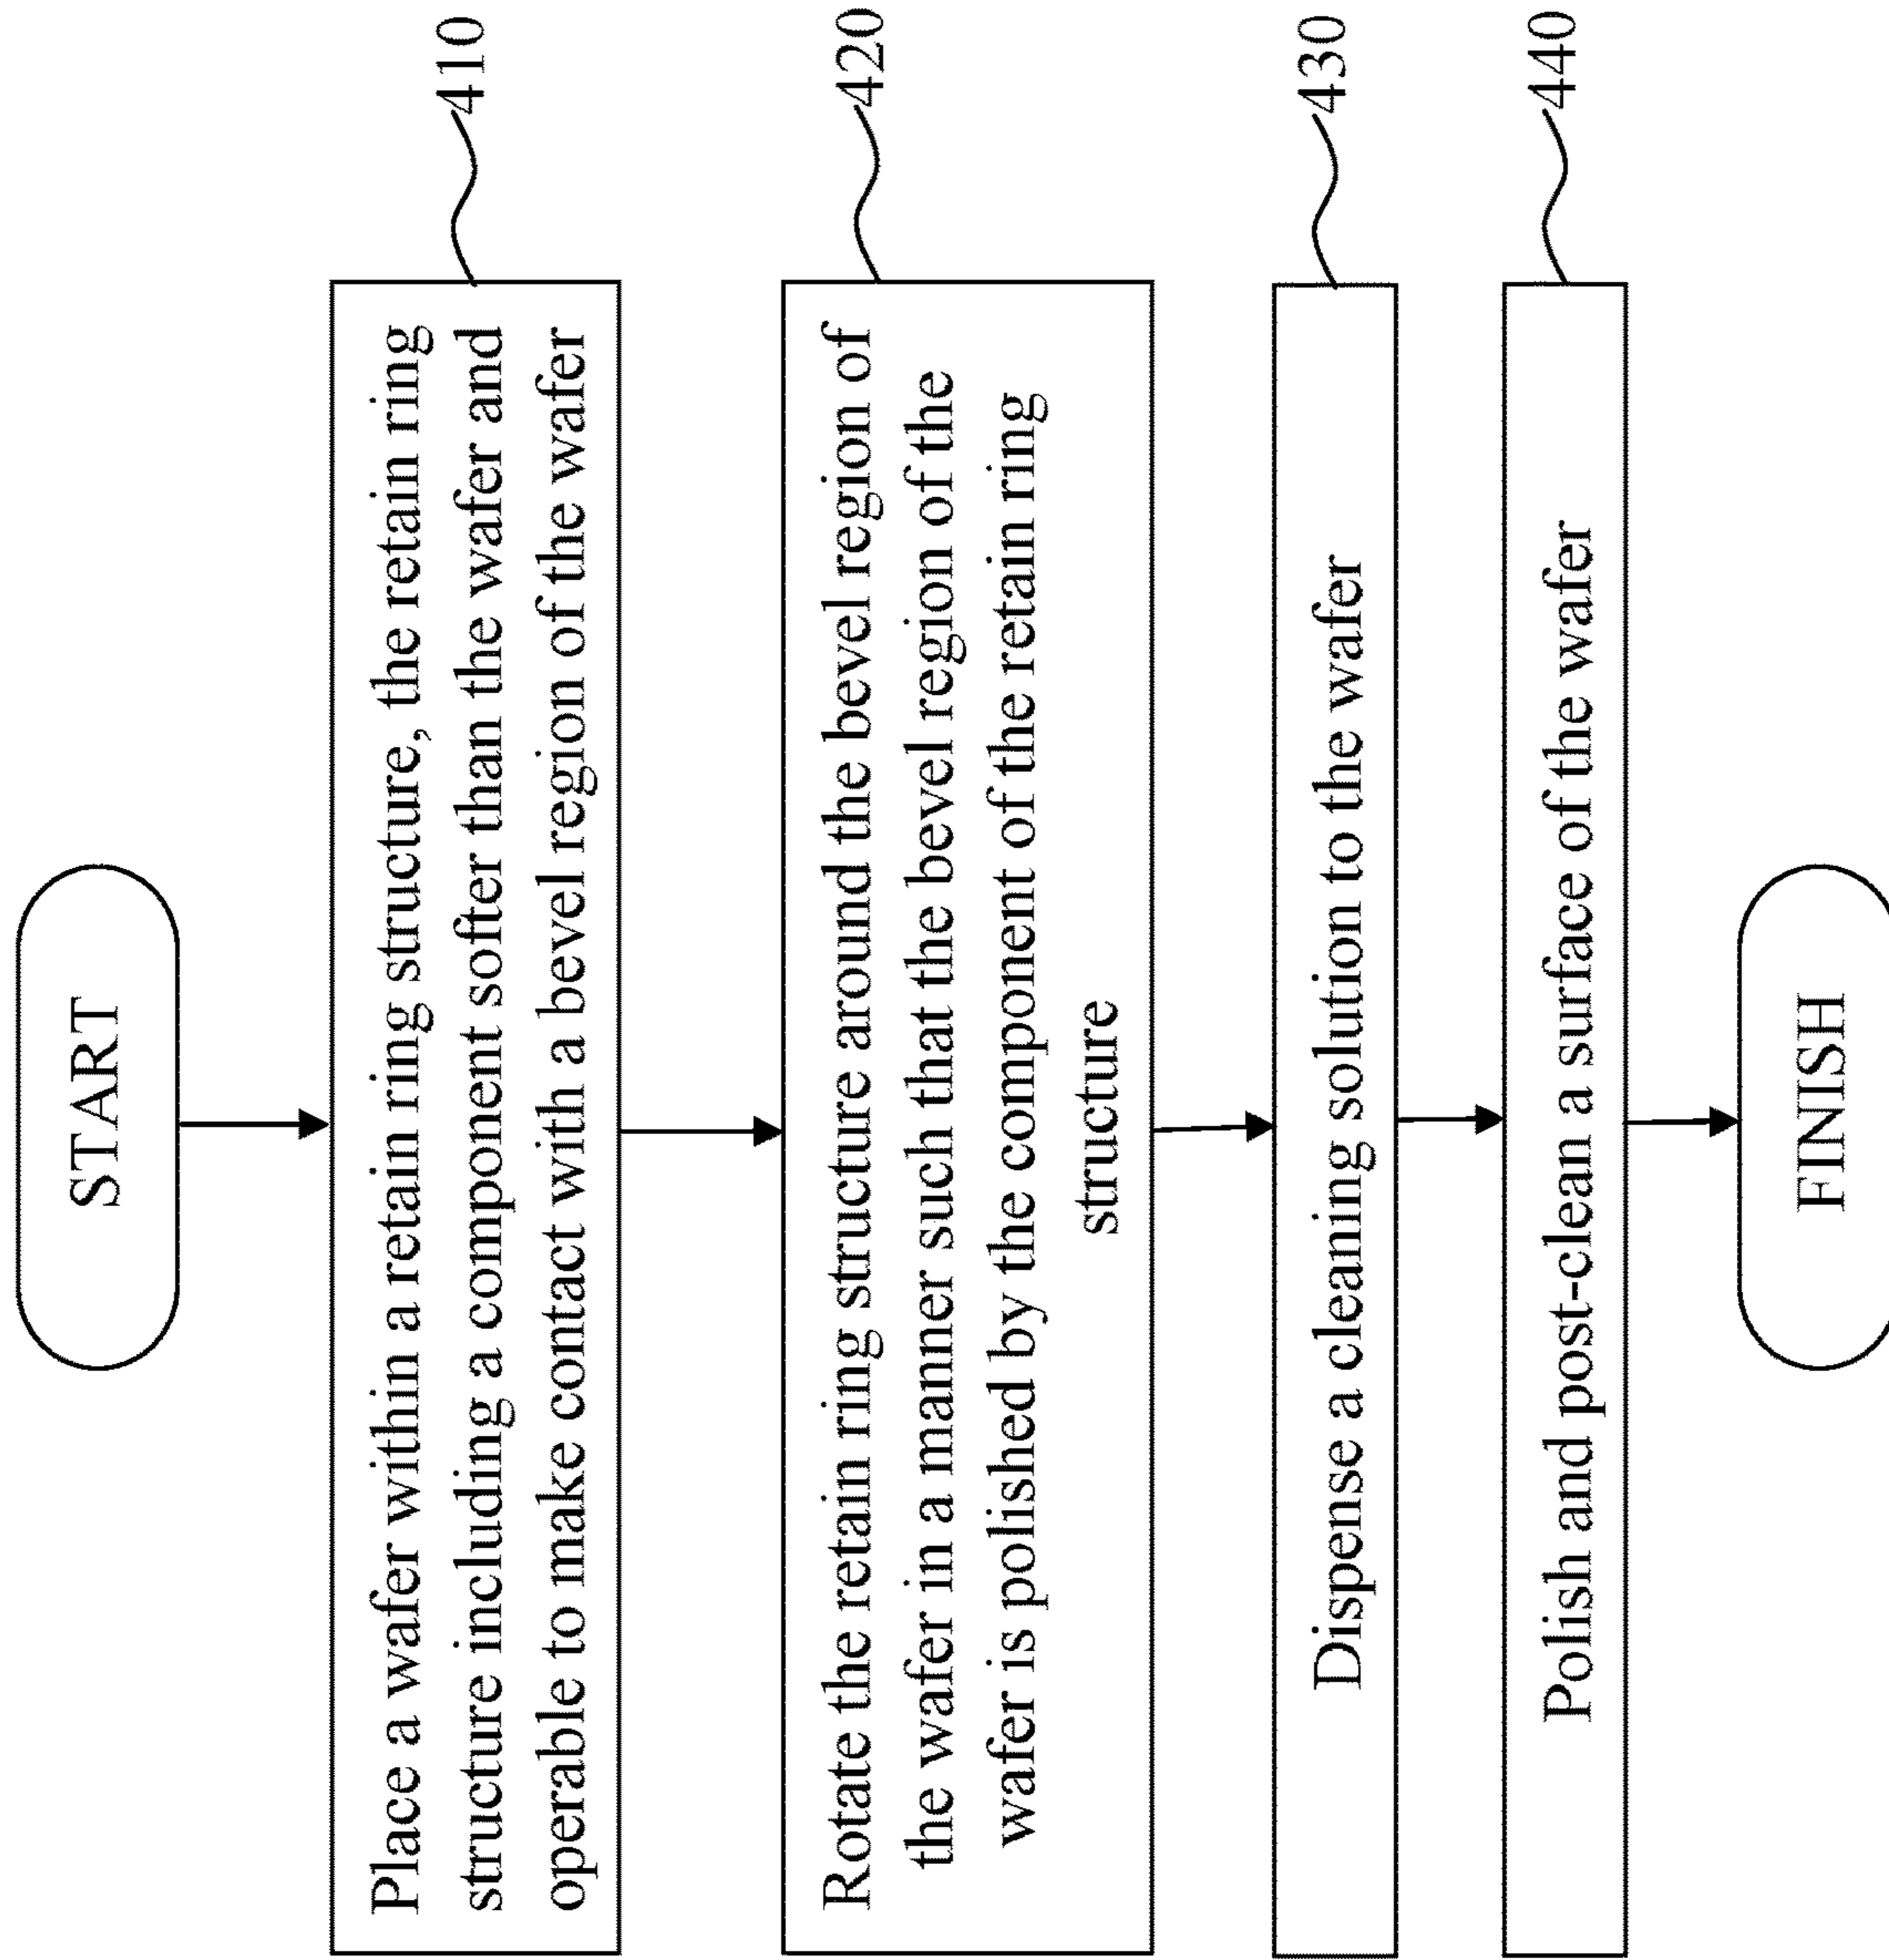 START
Place a wafer within a retain ring structure, the retain ring
structure including a component softer than the wafer and
operable to make contact with a bevel region of the wafer
410
Rotate the retain ring structure around the bevel region of
the wafer in a manner such that the bevel region of the
wafer is polished by the component of the retain ring
structure
420
Dispense a cleaning solution to the wafer
430
Polish and post-clean a surface of the wafer
440
FINISH